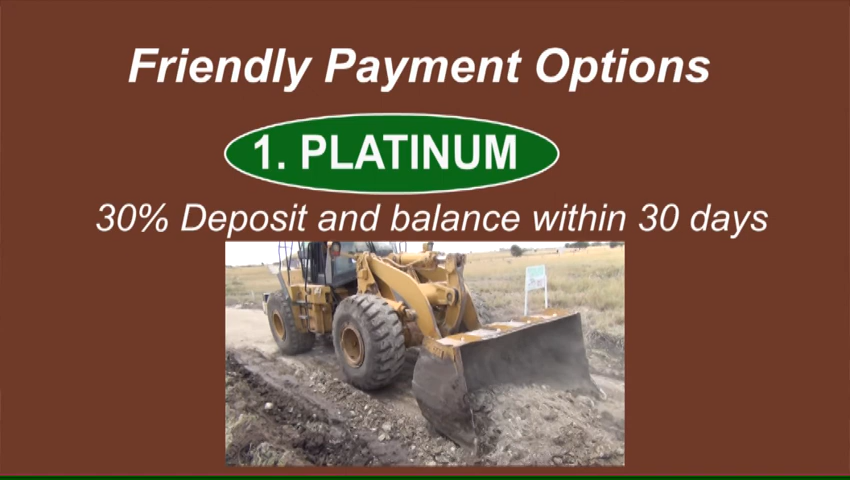 Friendly Payment Options
1. PLATINUM
30% Deposit and balance within 30 days